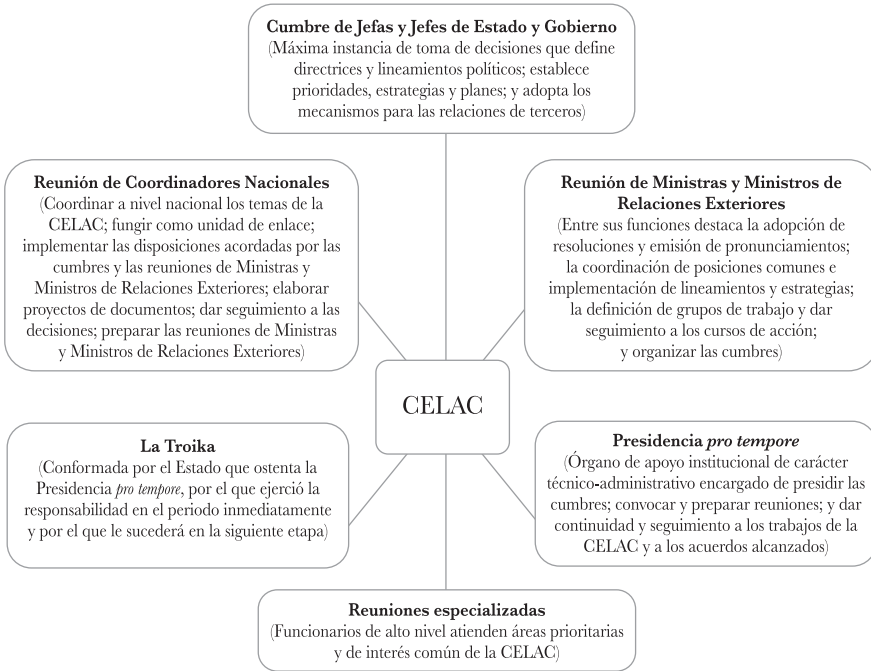 Cumbre de Jefas y Jefes de Estado y Gobierno
(Máxima instancia de toma de decisiones que define
directrices y lineamientos políticos; establece
prioridades, estrategias y planes; y adopta los
mecanismos para las relaciones de terceros)
Reunión de Coordinadores Nacionales
(Coordinar a nivel nacional los temas de la
CELAC; fungir como unidad de enlace;
implementar las disposiciones acordadas por las
cumbres y las reuniones de Ministras y
Ministros de Relaciones Exteriores; elaborar
proyectos de documentos; dar seguimiento a las
decisiones; preparar las reuniones de Ministras
y Ministros de Relaciones Exteriores)
Reunión de Ministras y Ministros de
Relaciones Exteriores
(Entre sus funciones destaca la adopción de
resoluciones y emisión de pronunciamientos;
la coordinación de posiciones comunes e
implementación de lineamientos y estrategias;
la definición de grupos de trabajo y dar
seguimiento a los cursos de acción;
y organizar las cumbres)
CELAC
La Troika
(Conformada por el Estado que ostenta la
Presidencia pro tempore, por el que ejerció la
responsabilidad en el periodo inmediatamente
y por el que le sucederá en la siguiente etapa)
Presidencia pro tempore
(Órgano de apoyo institucional de carácter
técnico-administrativo encargado de presidir las
cumbres; convocar y preparar reuniones; y dar
continuidad y seguimiento a los trabajos de la
CELAC y a los acuerdos alcanzados)
Reuniones especializadas
(Funcionarios de alto nivel atienden áreas prioritarias
y de interés común de la CELAC)